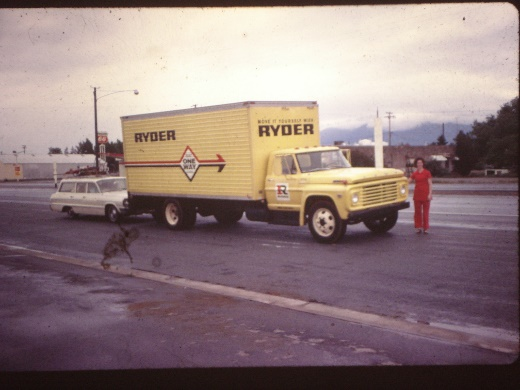 RYDER
ONE
WAY
MOVE IT YOURSELF WITH
RYDER
R